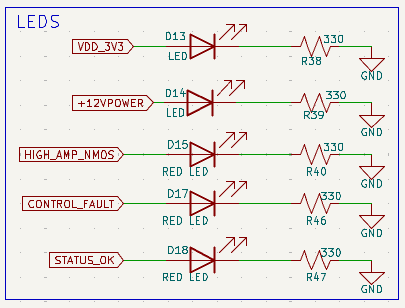 LEDS
D13
330
VDD_3V3
LED
R38
GND
D14
330
+12VPOWER
LED
R39
GND
D15
330
HIGH_AMP_NMOS
RED LED
R40
GND
D17
330
CONTROL_FAULT
RED LED
R46
GND
D18
330
STATUS_OK
RED LED
R47
GND